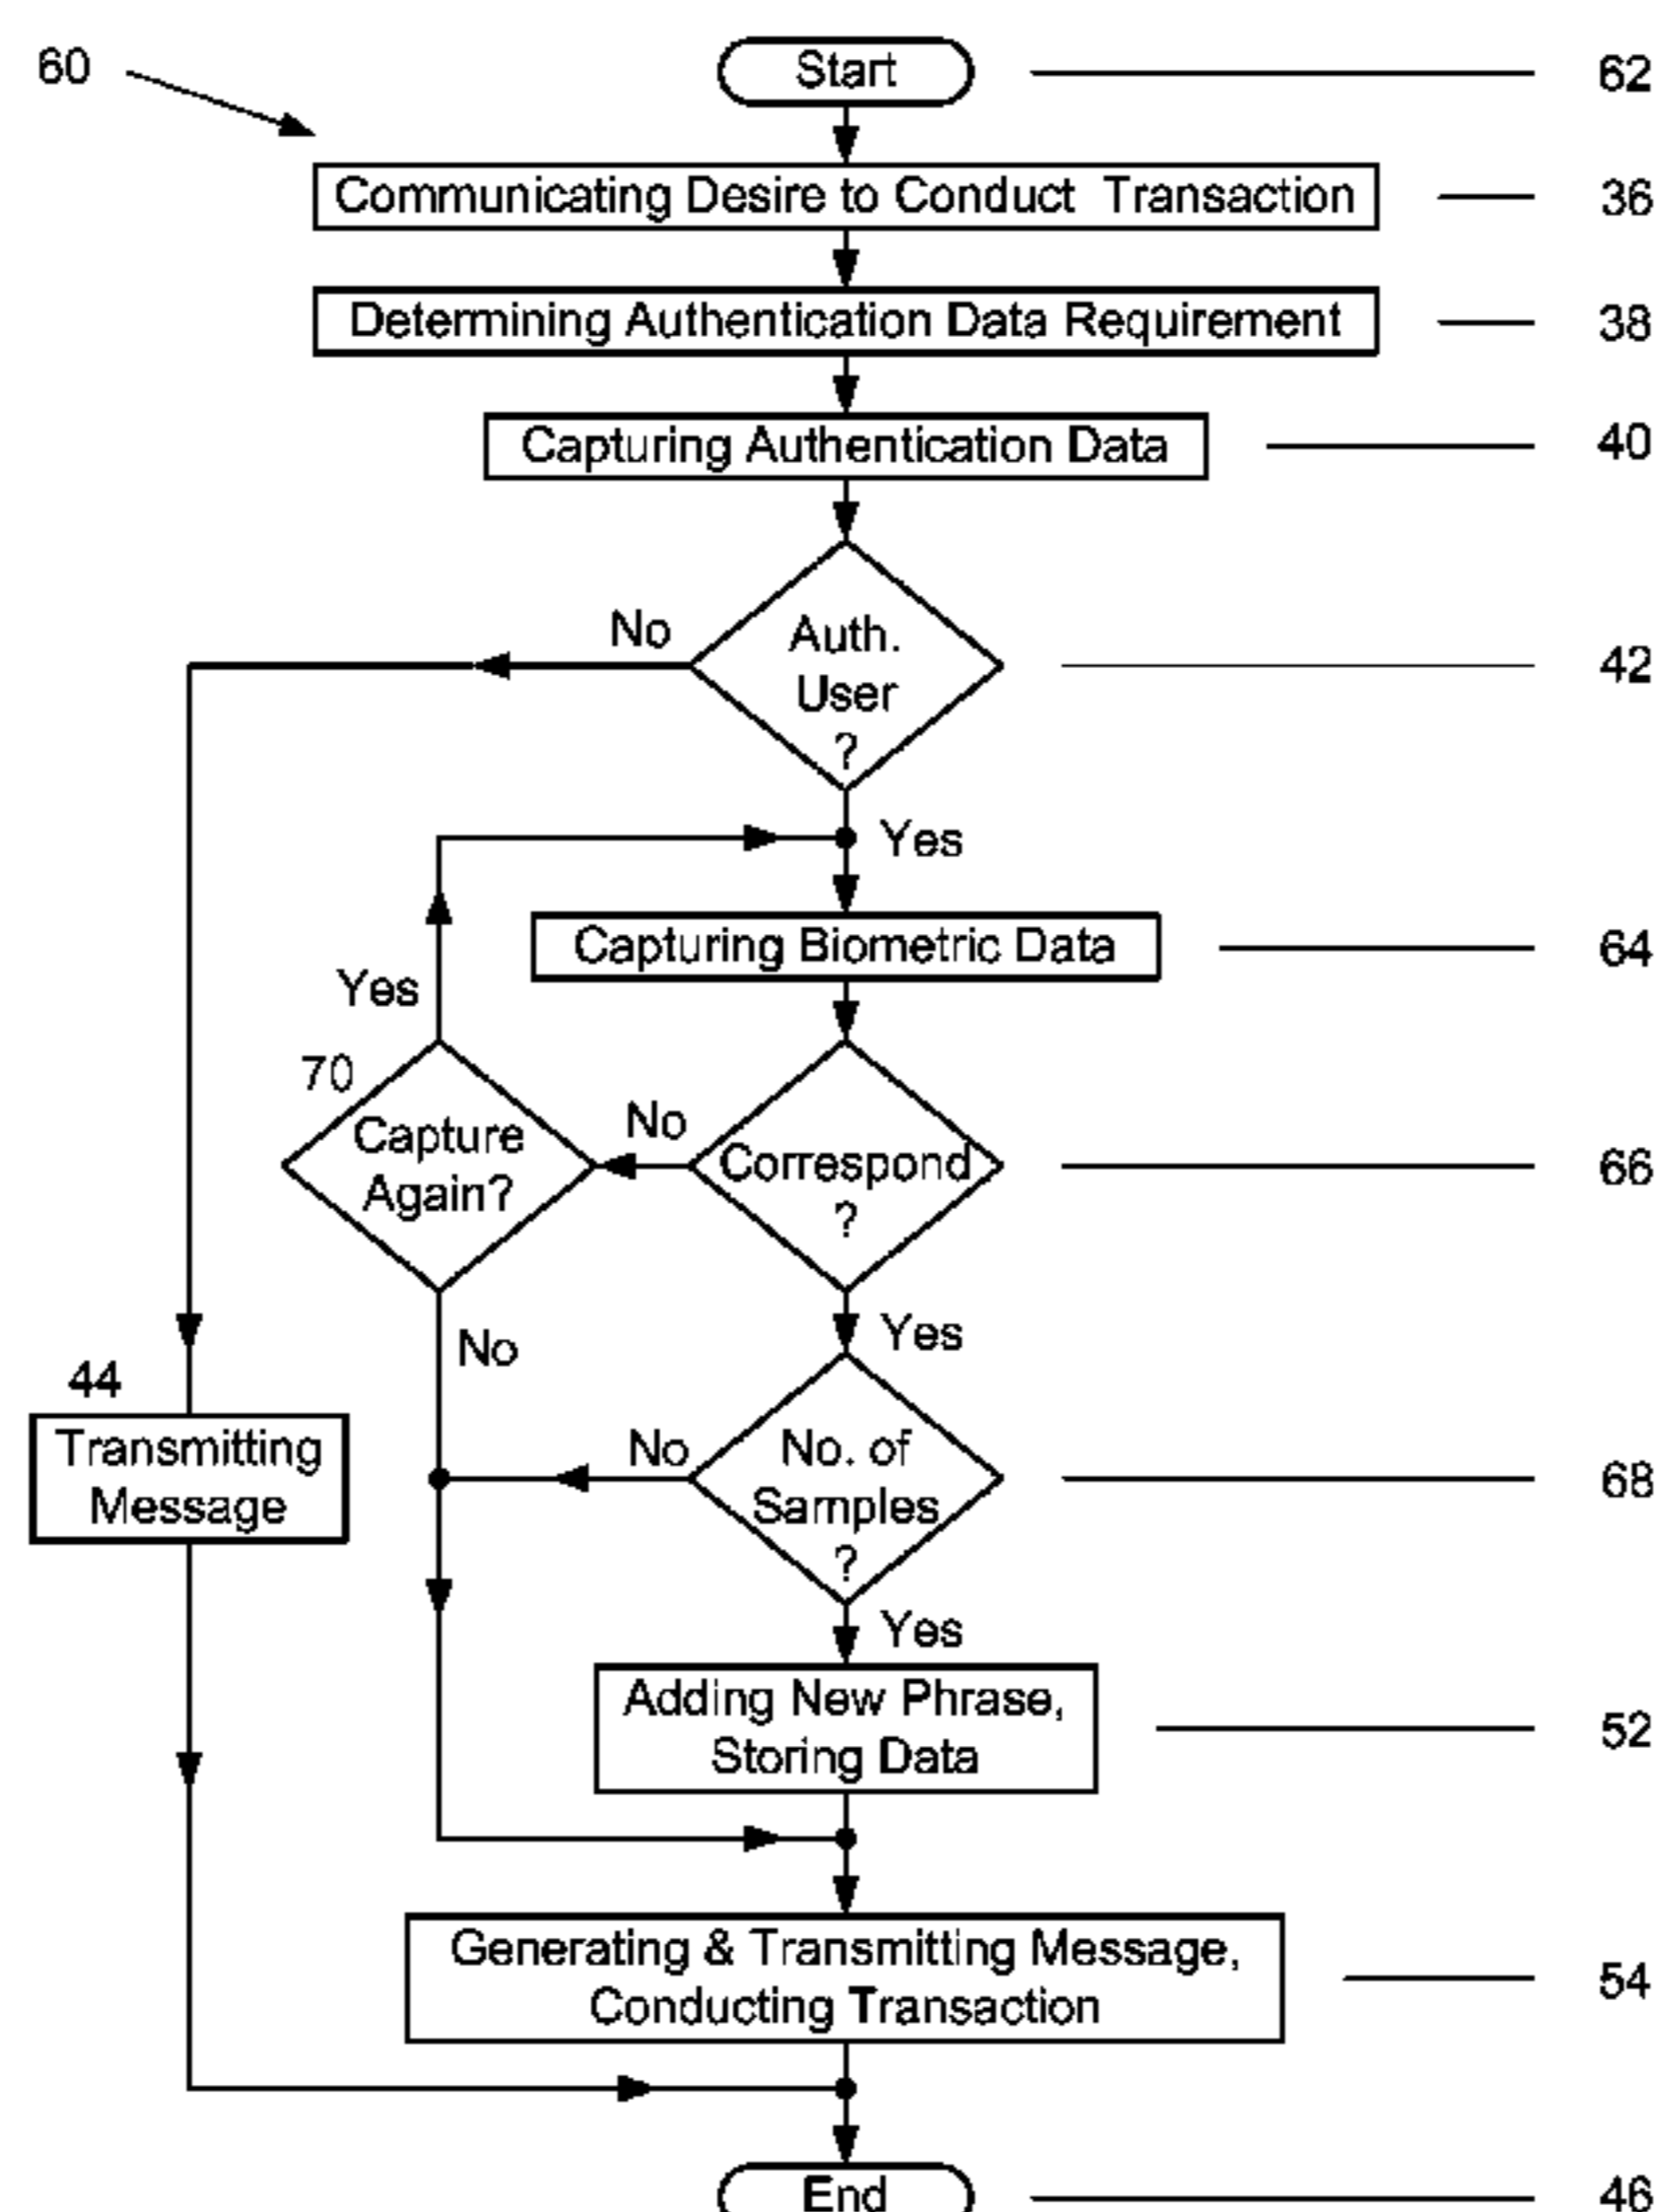 60
Start
62
Communicating Desire to Conduct Transaction
36
Determining Authentication Data Requirement
38
Capturing Authentication Data
40
No
Auth.
User
?
42
Yes
Capturing Biometric Data
64
Yes
70
Capture
Again?
No
Correspond
?
66
No
Yes
44
Transmitting
Message
No
No. of
Samples
?
68
Yes
Adding New Phrase,
Storing Data
52
Generating & Transmitting Message,
Conducting Transaction
54
End
46